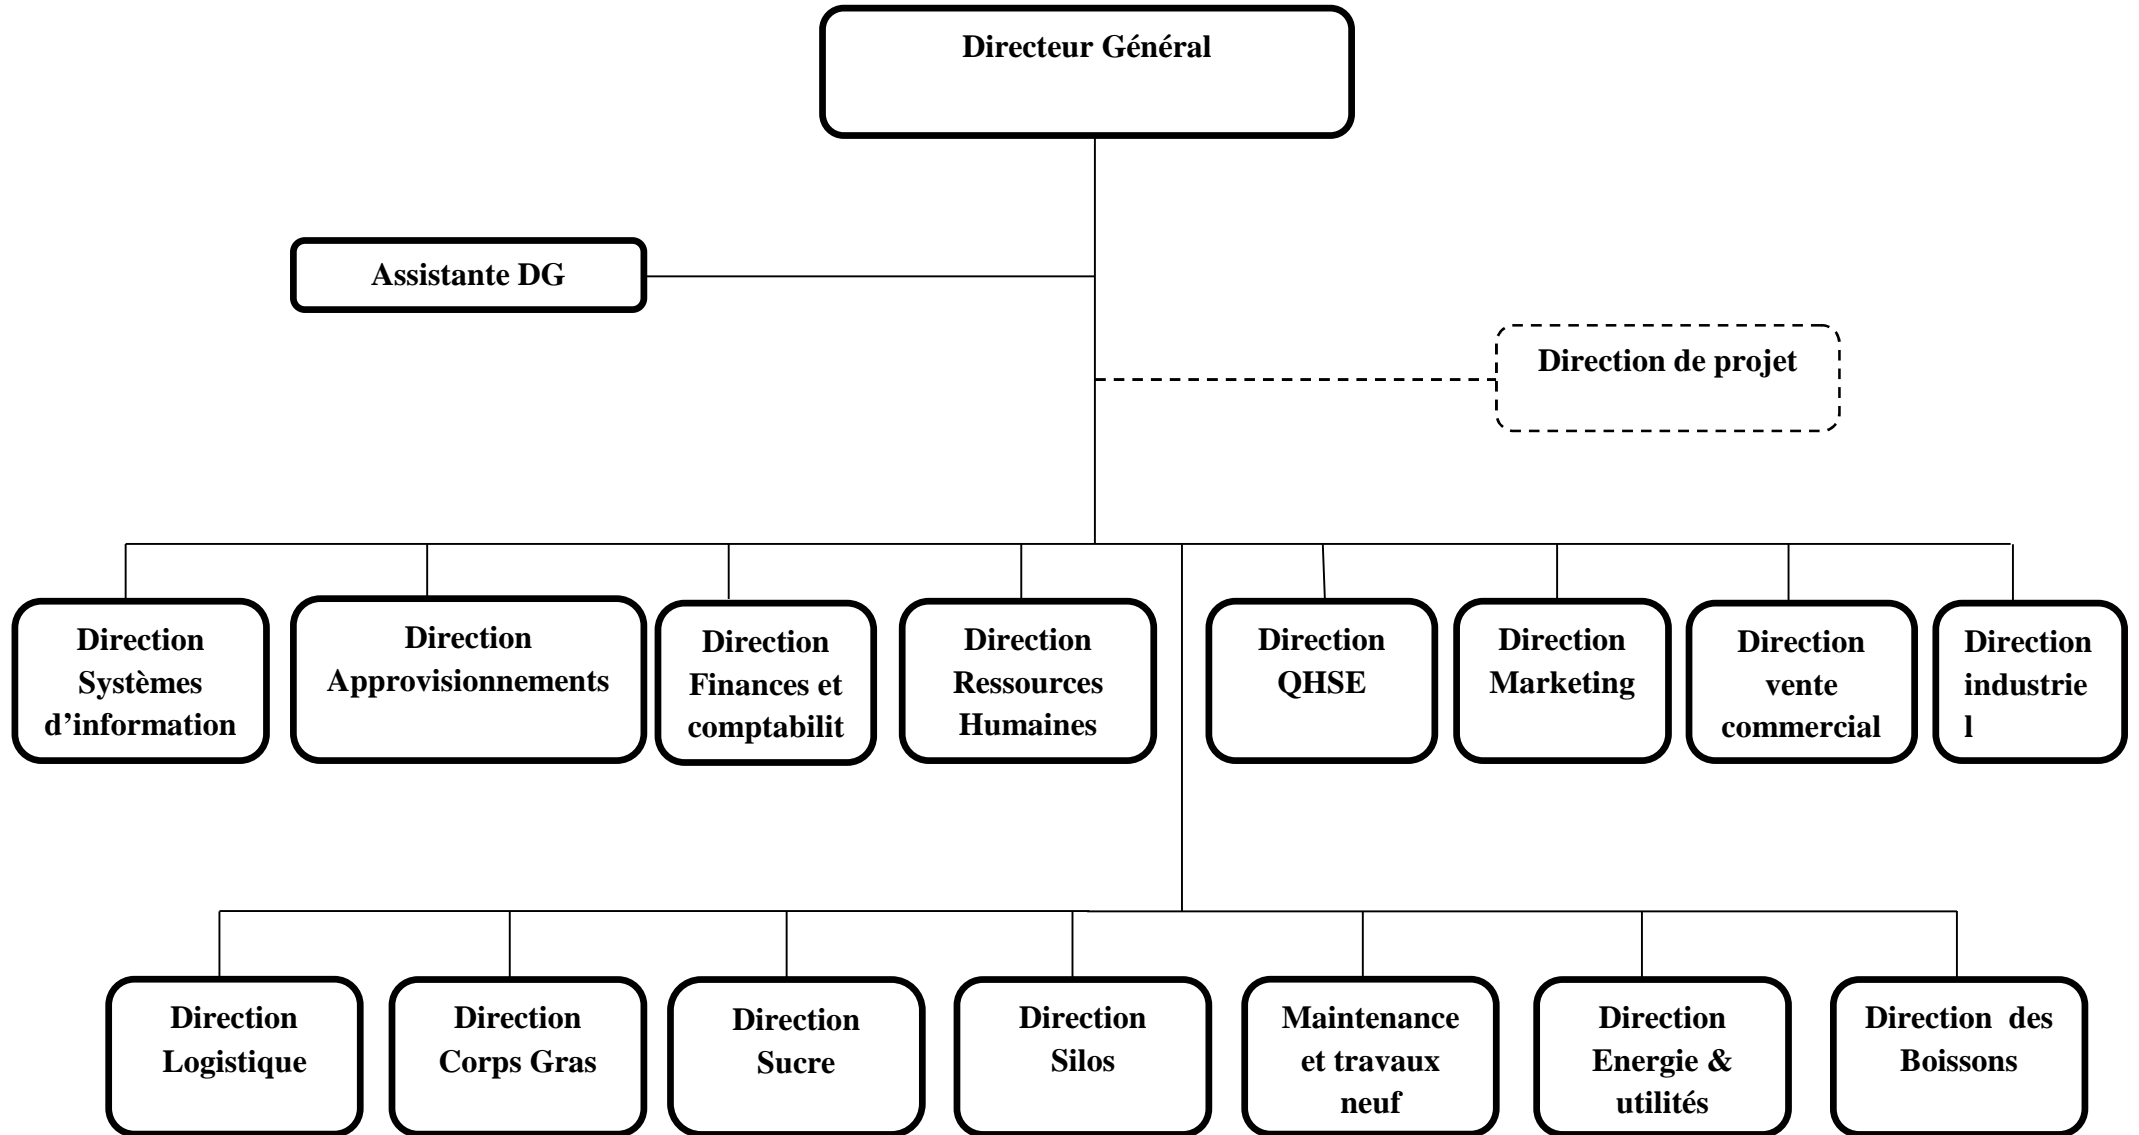 Directeur Général
Assistante DG
Direction de projet
Direction
Systèmes
d’information
Direction
Approvisionnements
Direction
Finances et
comptabilit
Direction
Ressources
Humaines
Direction
QHSE
Direction
Marketing
Direction
vente
commercial
Direction
industrie
l
Direction
Logistique
Direction
Corps Gras
Direction
Sucre
Direction
Silos
Maintenance
et travaux
neuf
Direction
Energie &
utilités
Direction des
Boissons